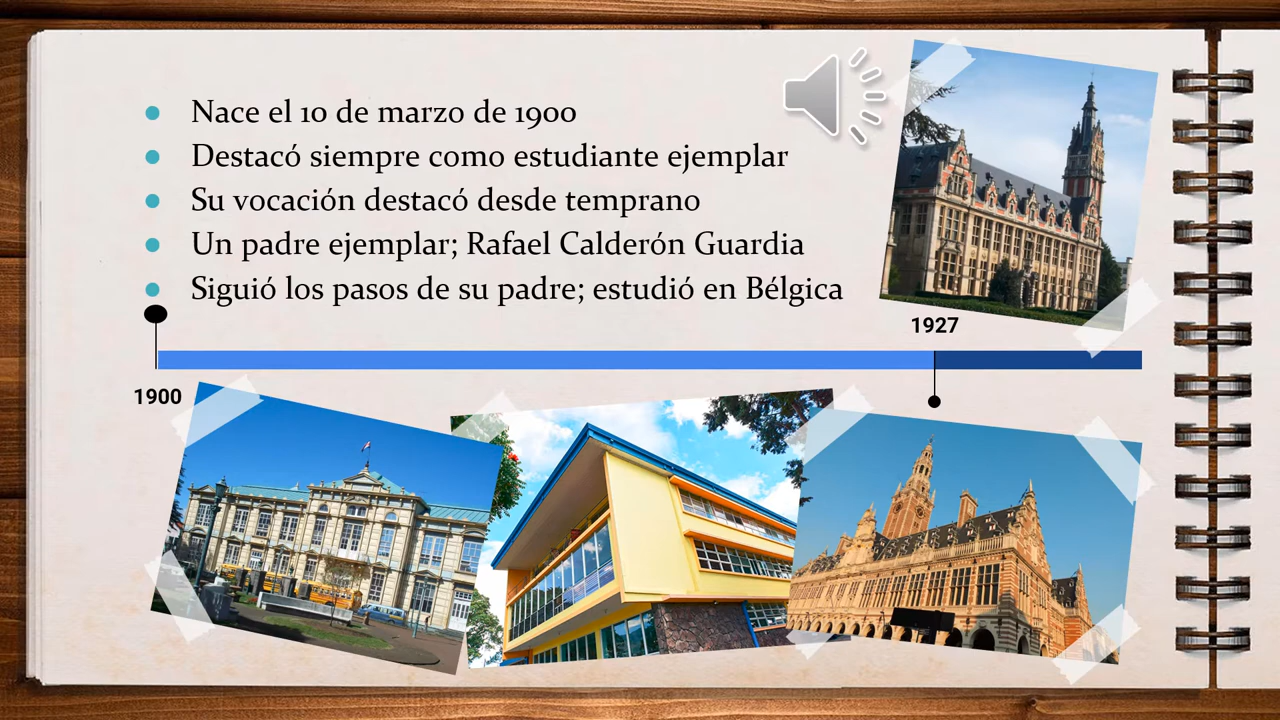 Nace el 10 de marzo de 1900
Destacó siempre como estudiante ejemplar
Su vocación destacó desde temprano
Un padre ejemplar; Rafael Calderón Guardia
Siguió los pasos de su padre; estudió en Bélgica
1927
1900